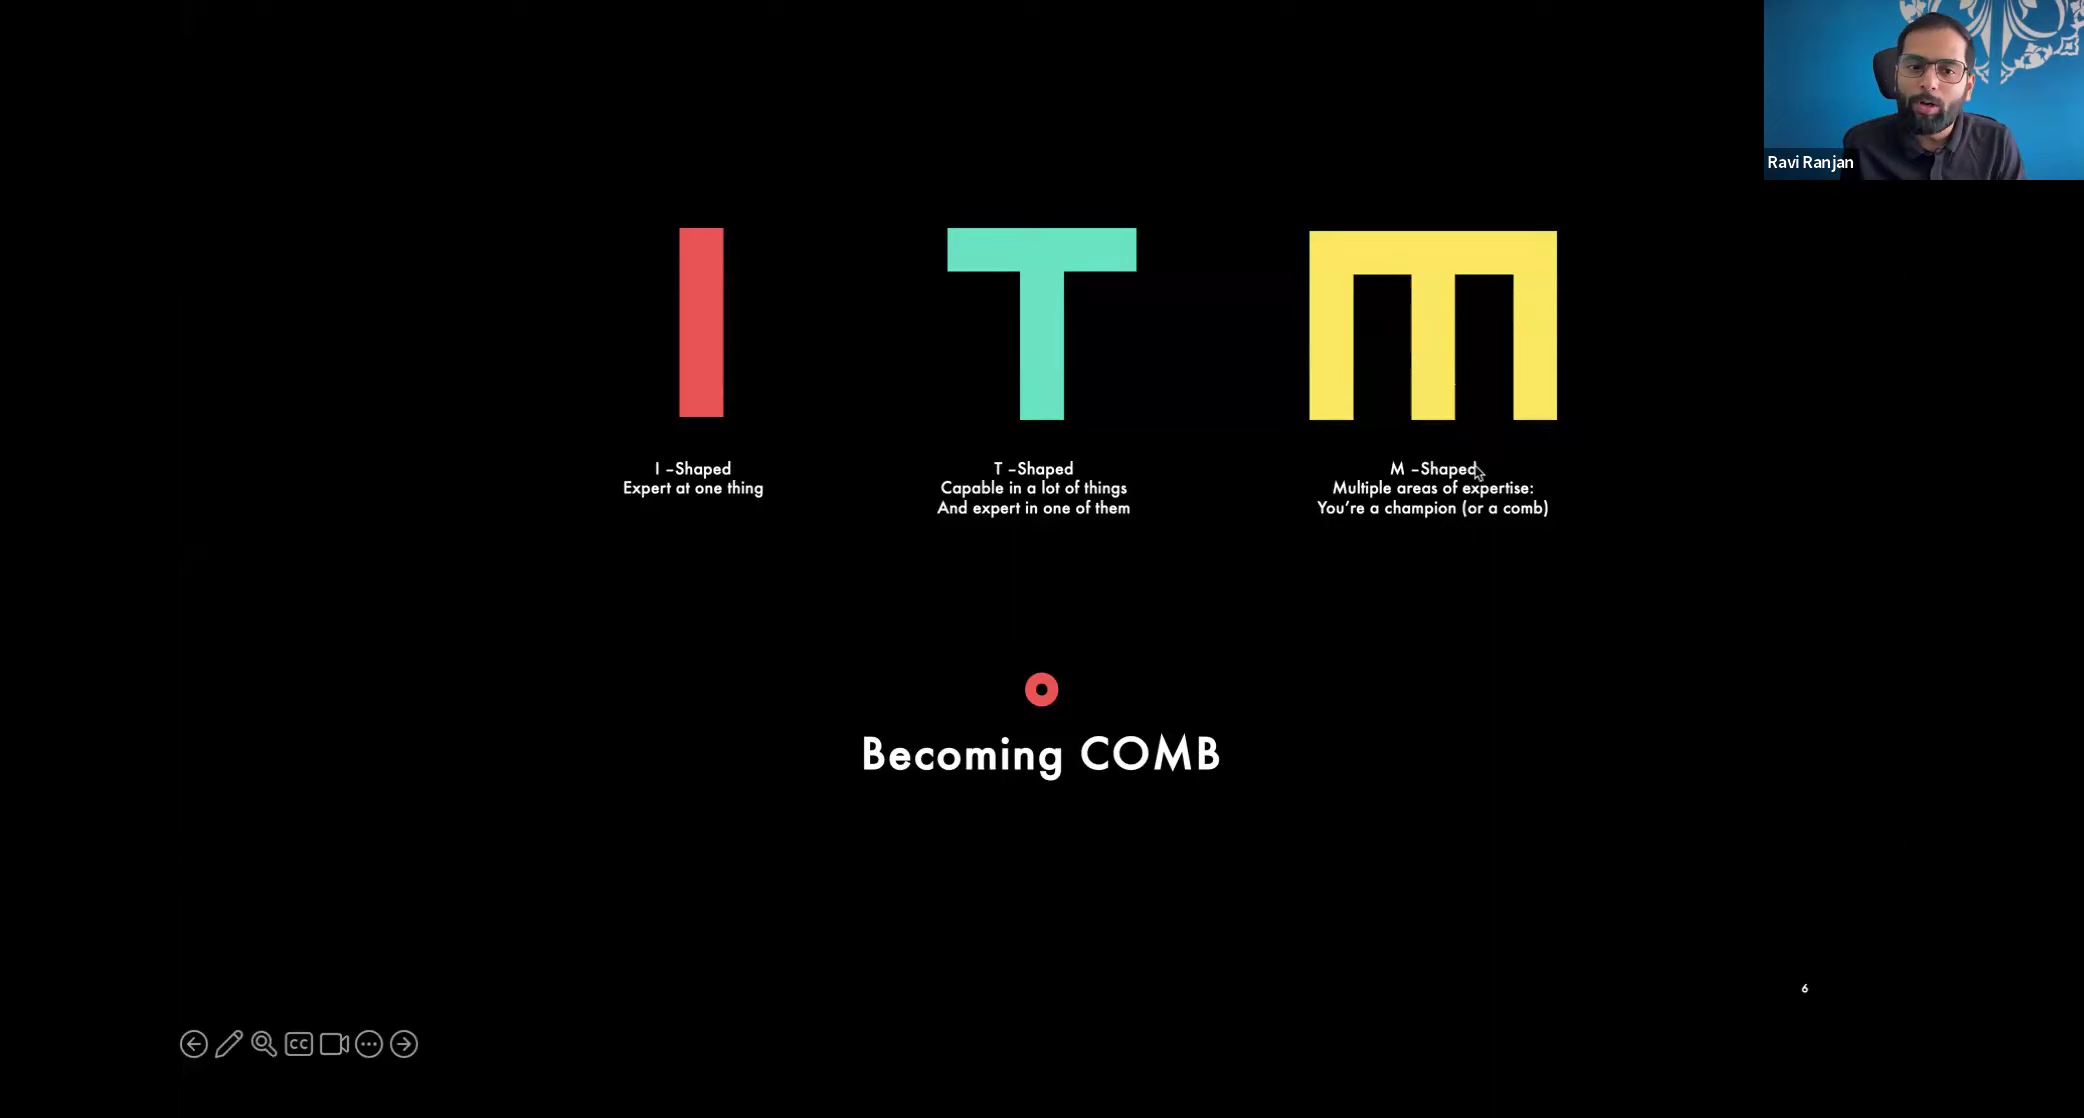 Ravi Ranjan
I T M
I –Shaped
Expert at one thing
T –Shaped
Capable in a lot of things
And expert in one of them
M –Shaped
Multiple areas of expertise:
You’re a champion (or a comb)
Becoming COMB
6
CC